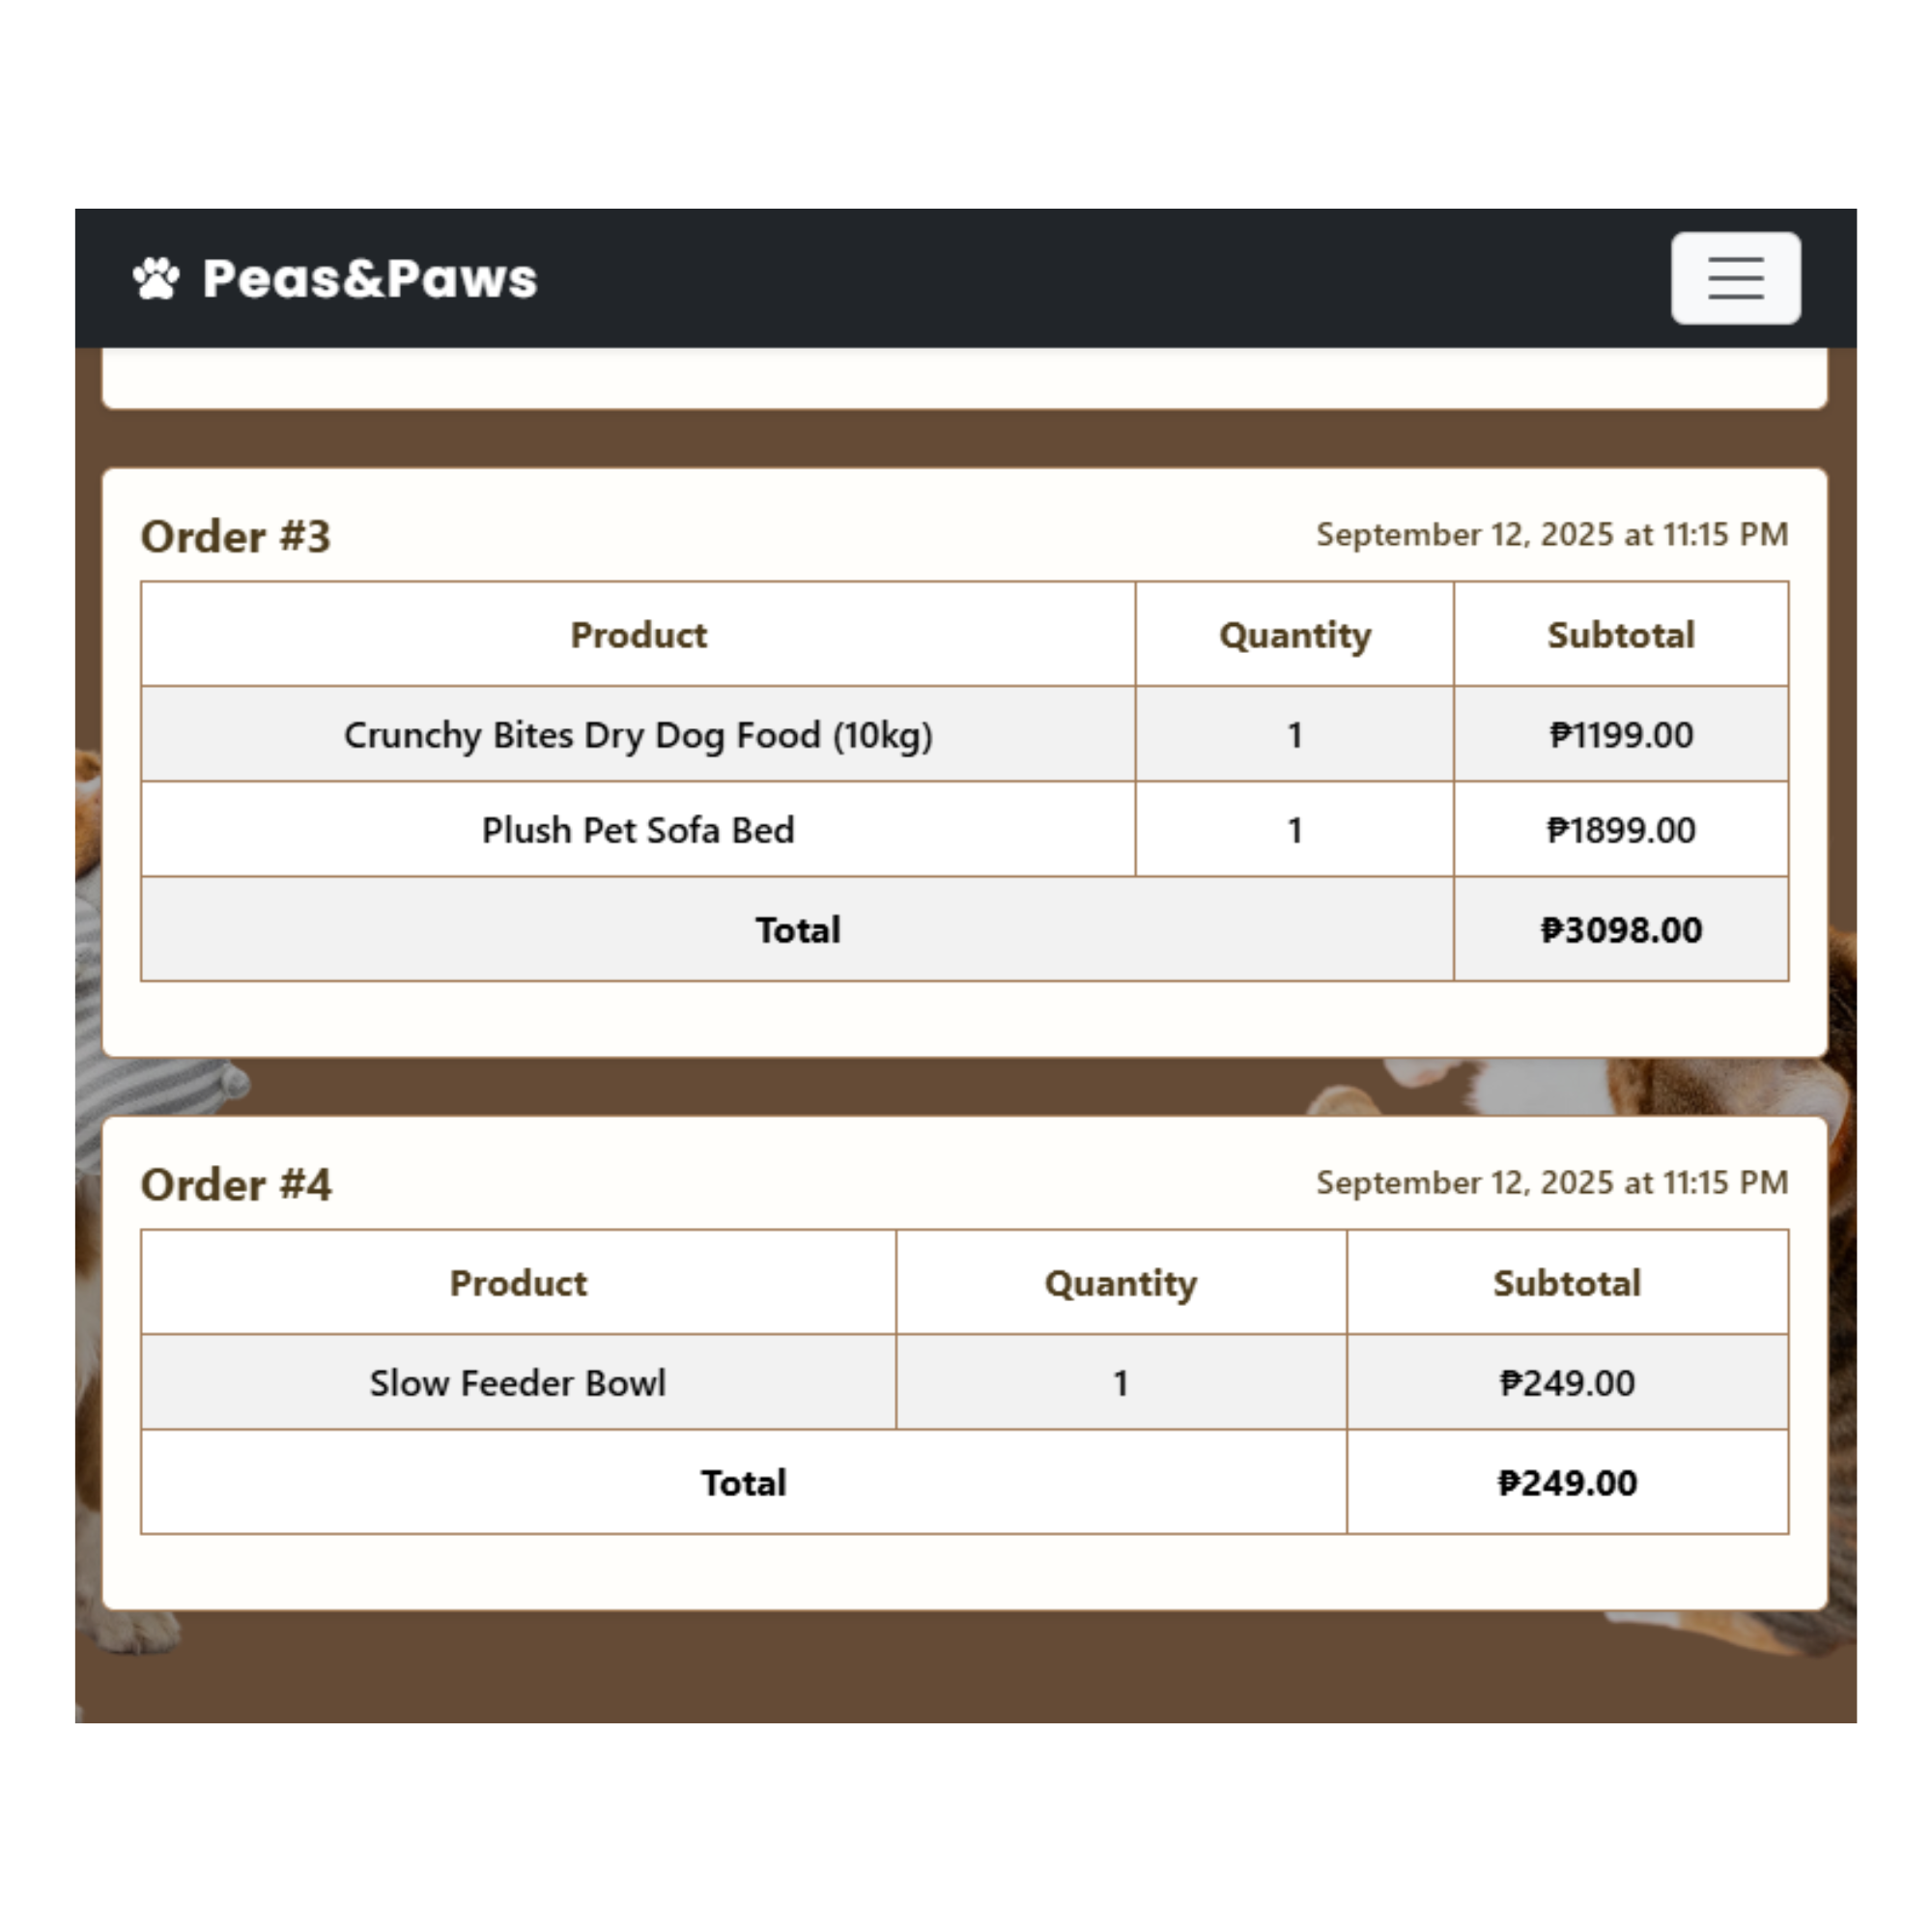 Peas&Paws
Order #3 September 12, 2025 at 11:15 PM
Product Quantity Subtotal
Crunchy Bites Dry Dog Food (10kg) 1 ₱1199.00
Plush Pet Sofa Bed 1 ₱1899.00
Total ₱3098.00
Order #4 September 12, 2025 at 11:15 PM
Product Quantity Subtotal
Slow Feeder Bowl 1 ₱249.00
Total ₱249.00